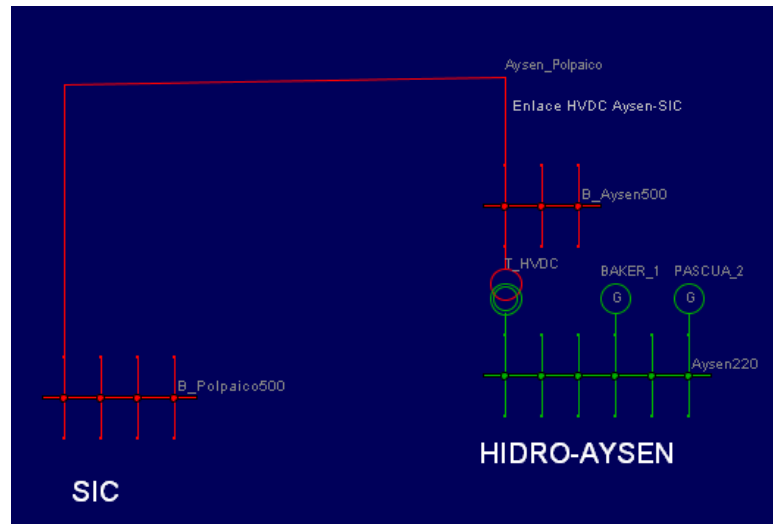 Aysen_Polpaico
Enlace HVDC Aysen-SIC
B_Aysen500
T_HVDC
BAKER_1
PASCUA_2
G
G
Aysen220
B_Polpaico500
HIDRO-AYSEN
SIC